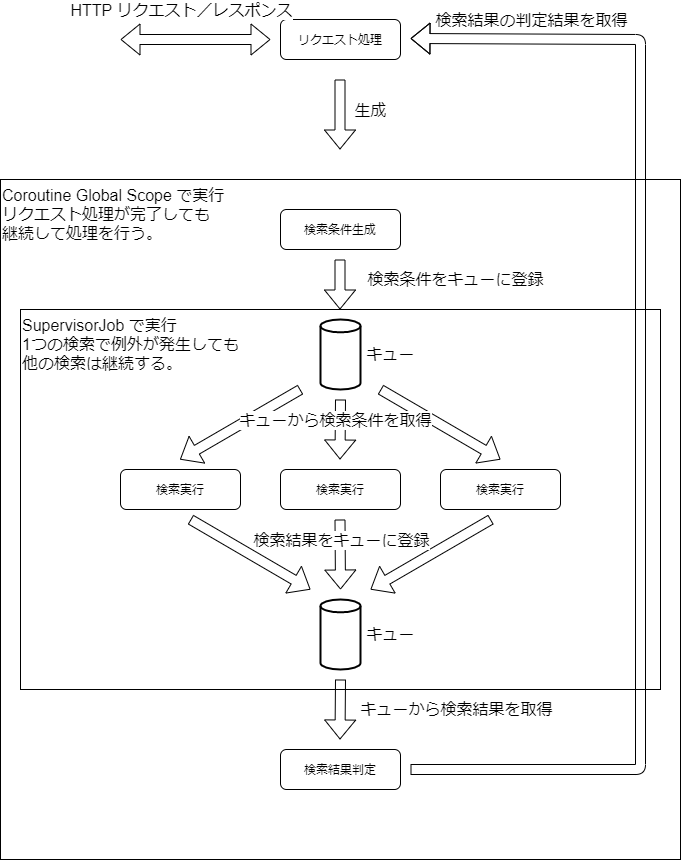 HTTP リクエスト／レスポンス
検索結果の判定結果を取得
リクエスト処理
生成
Coroutine Global Scope で実行
リクエスト処理が完了しても
継続して処理を行う。
検索条件生成
検索条件をキューに登録
SupervisorJob で実行
1つの検索で例外が発生しても
他の検索は継続する。
キュー
キューから検索条件を取得
検索実行
検索実行
検索実行
検索結果をキューに登録
キュー
キューから検索結果を取得
検索結果判定